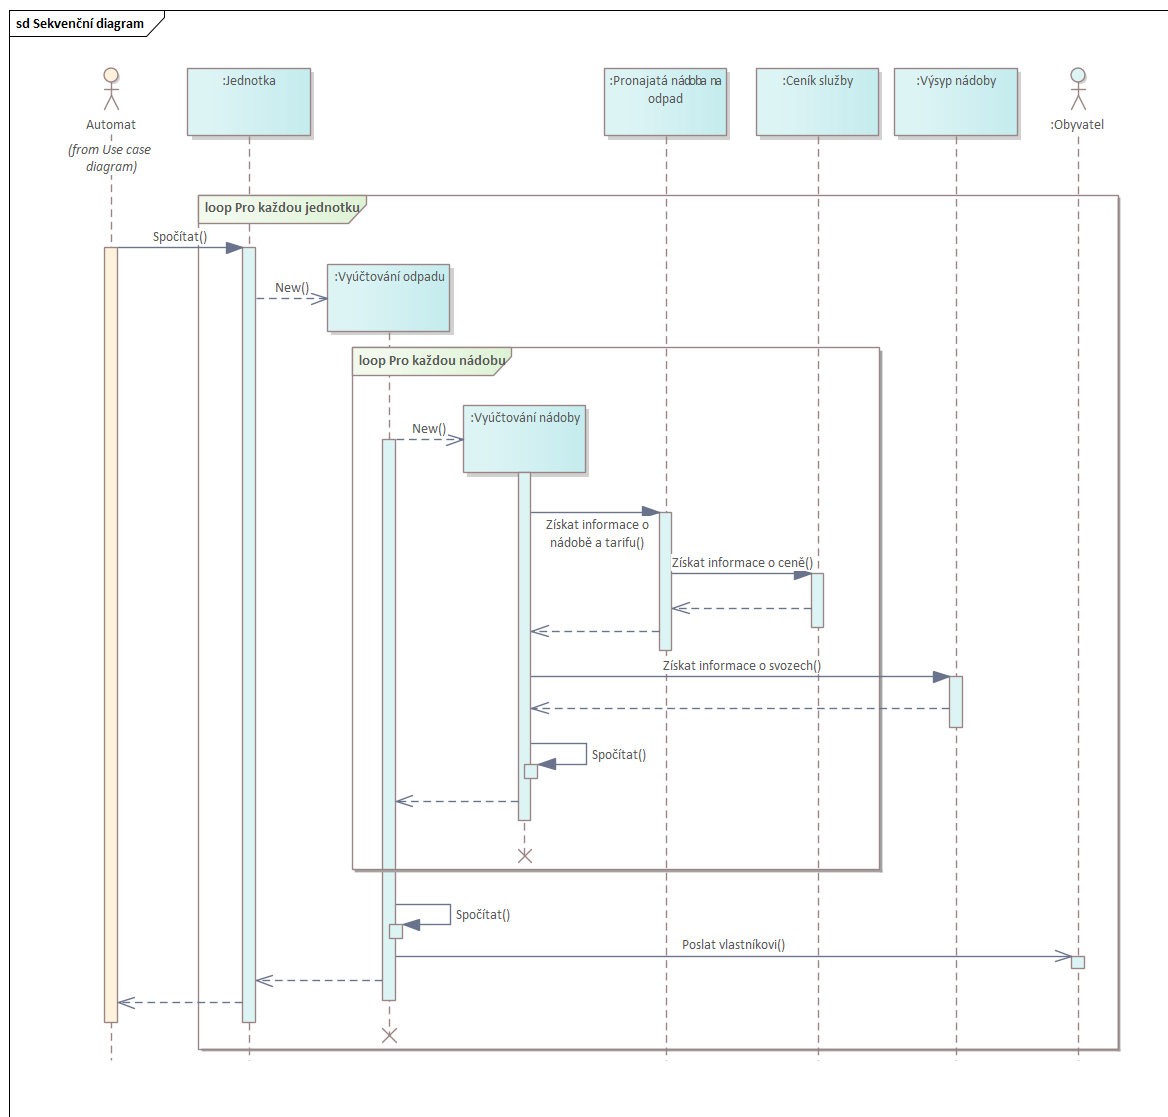 sd Sekvenční diagram
:Jednotka
:Pronajatá nádoba na
odpad
:Ceník služby
:Výsyp nádoby
Automat
:Obyvatel
(from Use case
diagram)
loop Pro každou jednotku
Spočítat()
:Vyúčtování odpadu
New()
loop Pro každou nádobu
:Vyúčtování nádoby
New()
Získat informace o
nádobě a tarifu()
Získat informace o ceně()
Získat informace o svozech()
Spočítat()
Spočítat()
Poslat vlastníkovi()